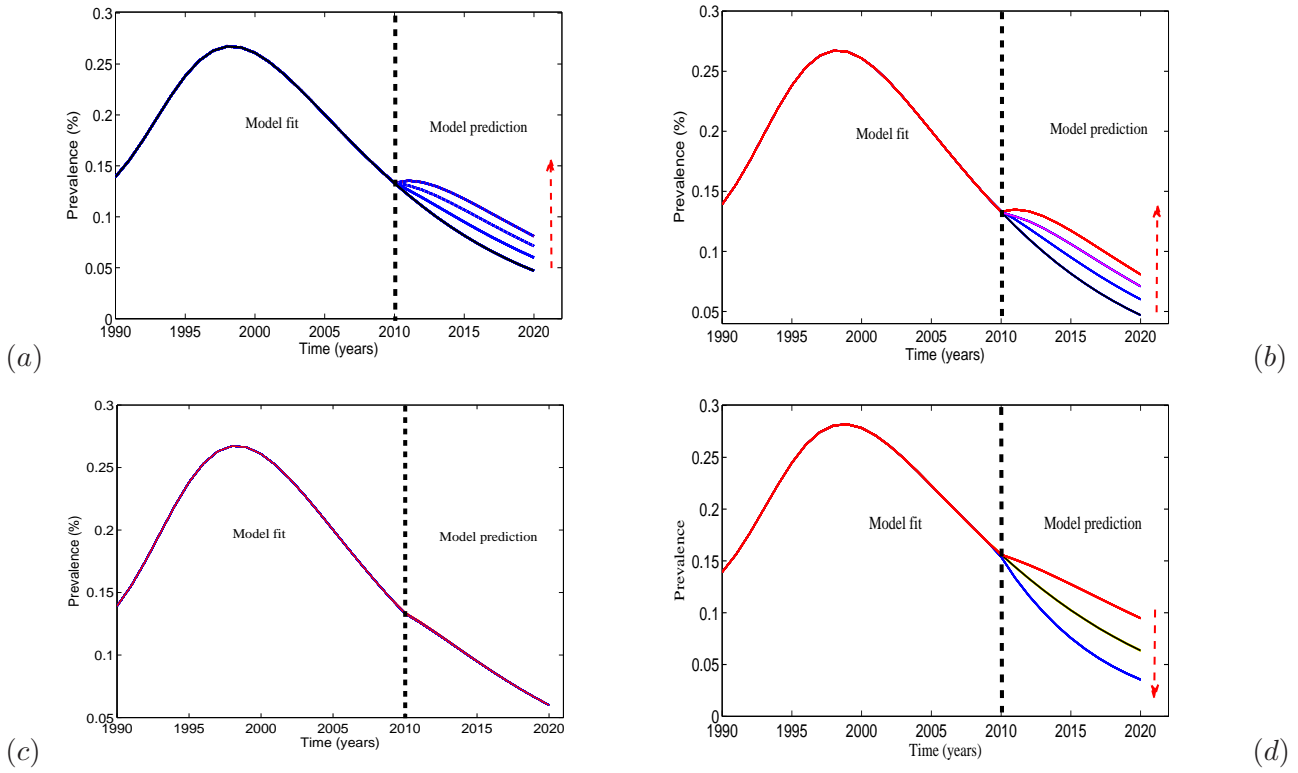 0.3
0.25
0.2
0.15
0.1
0.05
0
Prevalence (%)
Model fit
Model prediction
1990 1995 2000 2005 2010 2015 2020
Time (years)
(a)
0.3
0.25
0.2
0.15
0.1
0.05
Prevalence (%)
Model fit
Model prediction
1990 1995 2000 2005 2010 2015 2020
Time (years)
(b)
0.3
0.25
0.2
0.15
0.1
0.05
Prevalence (%)
Model fit
Model prediction
1990 1995 2000 2005 2010 2015 2020
Time (years)
(c)
0.3
0.25
0.2
0.15
0.1
0.05
0
Prevalence
Model fit
Model prediction
1990 1995 2000 2005 2010 2015 2020
Time (years)
(d)